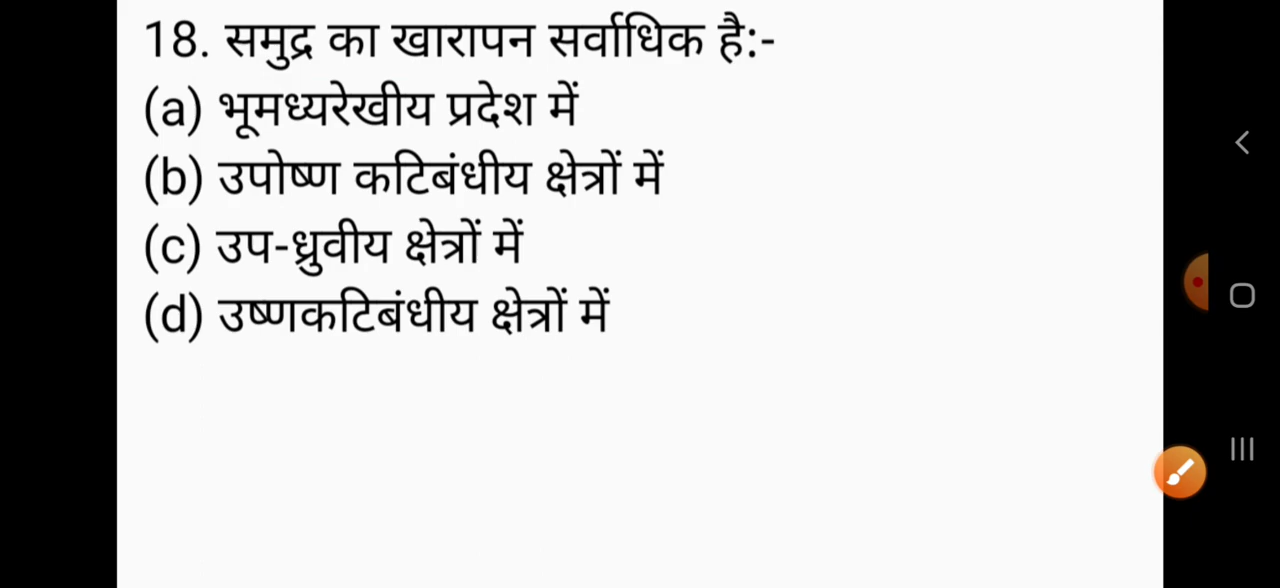 18. समुद्र का खारापन सर्वाधिक है:-
(a) भूमध्यरेखीय प्रदेश में
(b) उपोष्ण कटिबंधीय क्षेत्रों में
(c) उप-ध्रुवीय क्षेत्रों में
(d) उष्णकटिबंधीय क्षेत्रों में